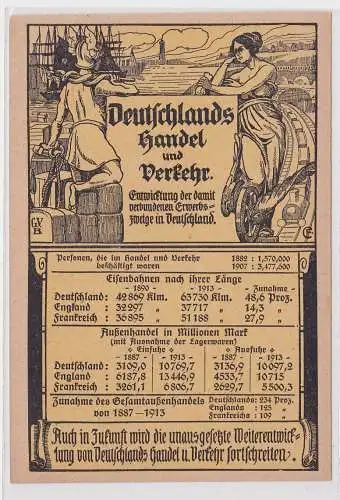 Deutschlands
Handel
und
Verkehr.
Entwicklung der damit
verbundenen Erwerbs=
zweige in Deutschland.
G.V.
B
Personen, die im Handel und Verkehr
beschäftigt waren
1882 : 1,570,000
1907 : 3,477,600
Eisenbahnen nach ihrer Länge
- 1890 - - 1913 - - Zunahme -
Deutschland: 42869 Klm. 63730 Klm. 48,6 Proz.
England : 32297 " 37717 " 14,3 "
Frankreich : 36895 " 51188 " 27,9 "
Außenhandel in Millionen Mark
(mit Ausnahme der Lagerwaren)
Einfuhr Ausfuhr
- 1887 - - 1913 - - 1887 - - 1913 -
Deutschland: 3109,0 10769,7 3136,9 10097,2
England : 6187,8 13446,9 4533,7 10715
Frankreich : 3261,1 6806,7 2629,7 5500,3
Zunahme des Gesamtaußenhandels
von 1887-1913
Deutschlands: 234 Proz.
Englands : 125 "
Frankreichs : 109 "
Auch in Zukunft wird die unausgesetzte Weiterentwick=
lung von Deutschlands Handel u. Verkehr fortschreiten.